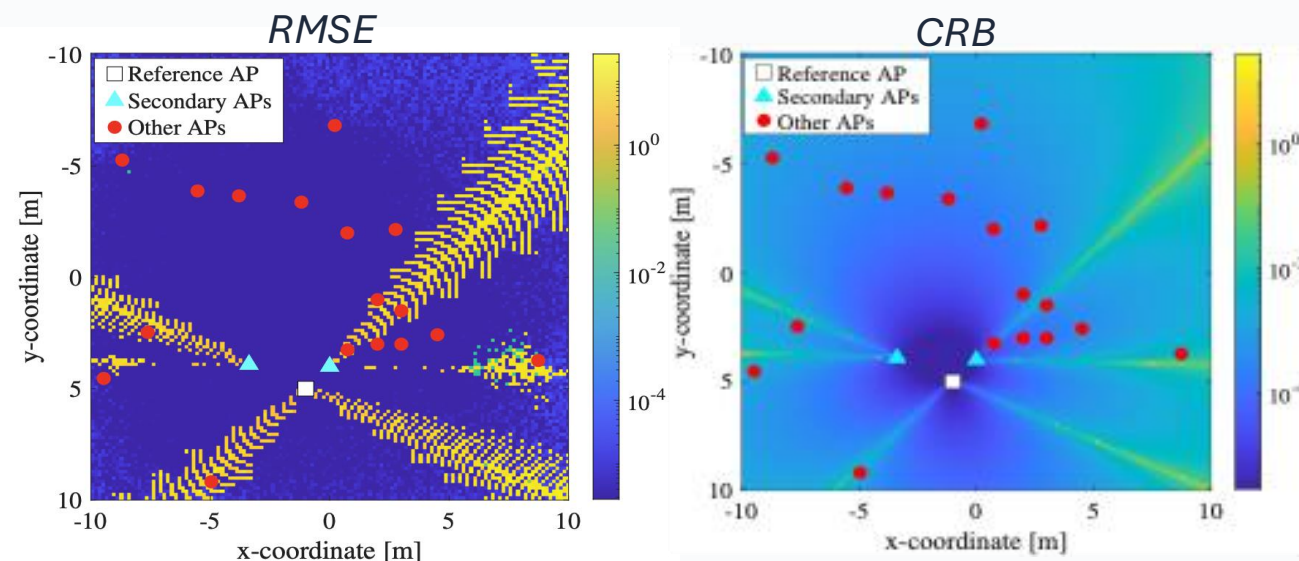 RMSE
-10
-5
0
5
10
-10
-5
0
5
10
y-coordinate [m]
x-coordinate [m]
Reference AP
Secondary APs
Other APs
10^0
10^-2
10^-4
CRB
-10
-5
0
5
10
-10
-5
0
5
10
y-coordinate [m]
x-coordinate [m]
Reference AP
Secondary APs
Other APs
10^0